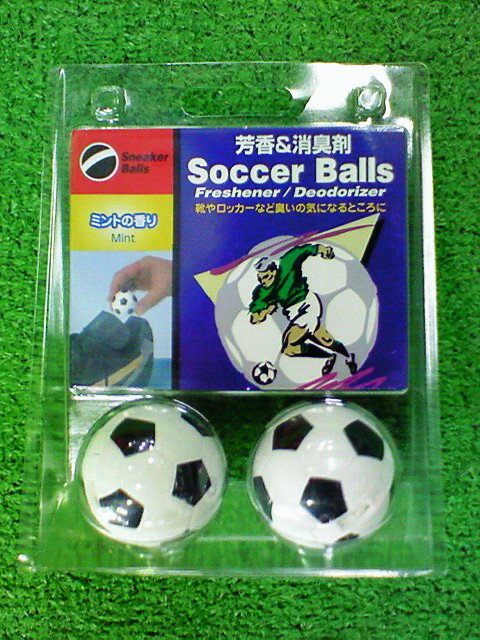 Sneaker
Balls
芳香&消臭剤
Soccer Balls
Freshener / Deodorizer
靴やロッカーなど臭いの気になるところに
ミントの香り
Mint